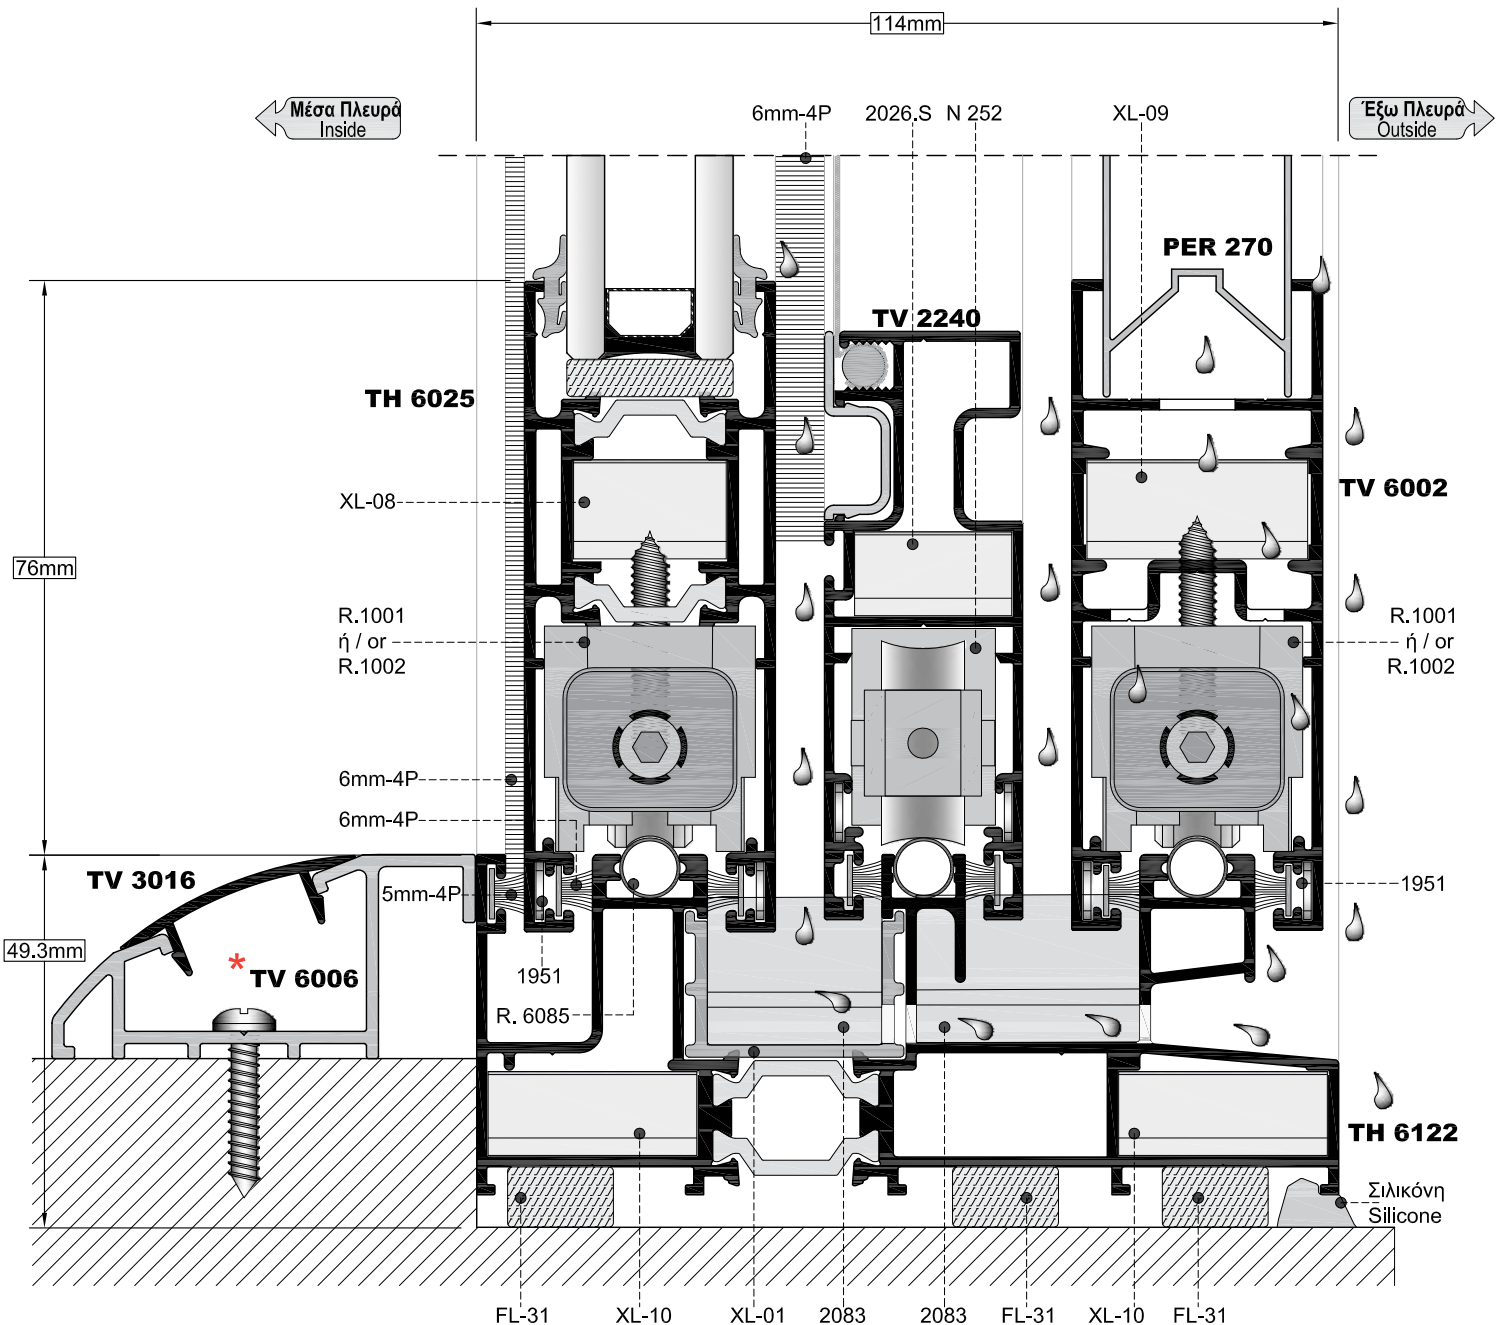 114mm
Μέσα Πλευρά
Inside
6mm-4P
2026.S
N 252
XL-09
Έξω Πλευρά
Outside
PER 270
TV 2240
TH 6025
XL-08
TV 6002
76mm
R.1001
ή / or
R.1002
R.1001
ή / or
R.1002
6mm-4P
6mm-4P
TV 3016
5mm-4P
1951
49.3mm
* TV 6006
1951
R. 6085
TH 6122
Σιλικόνη
Silicone
FL-31
XL-10
XL-01
2083
2083
FL-31
XL-10
FL-31